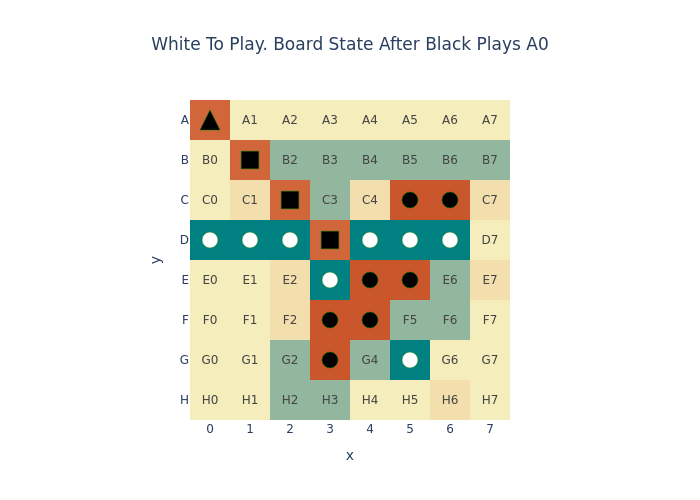 White To Play. Board State After Black Plays A0
A A1 A2 A3 A4 A5 A6 A7
B B0 B2 B3 B4 B5 B6 B7
C C0 C1 C3 C4 C7
D D7
E E0 E1 E2 E6 E7
F F0 F1 F2 F5 F6 F7
G G0 G1 G2 G4 G6 G7
H H0 H1 H2 H3 H4 H5 H6 H7
0 1 2 3 4 5 6 7
x
y